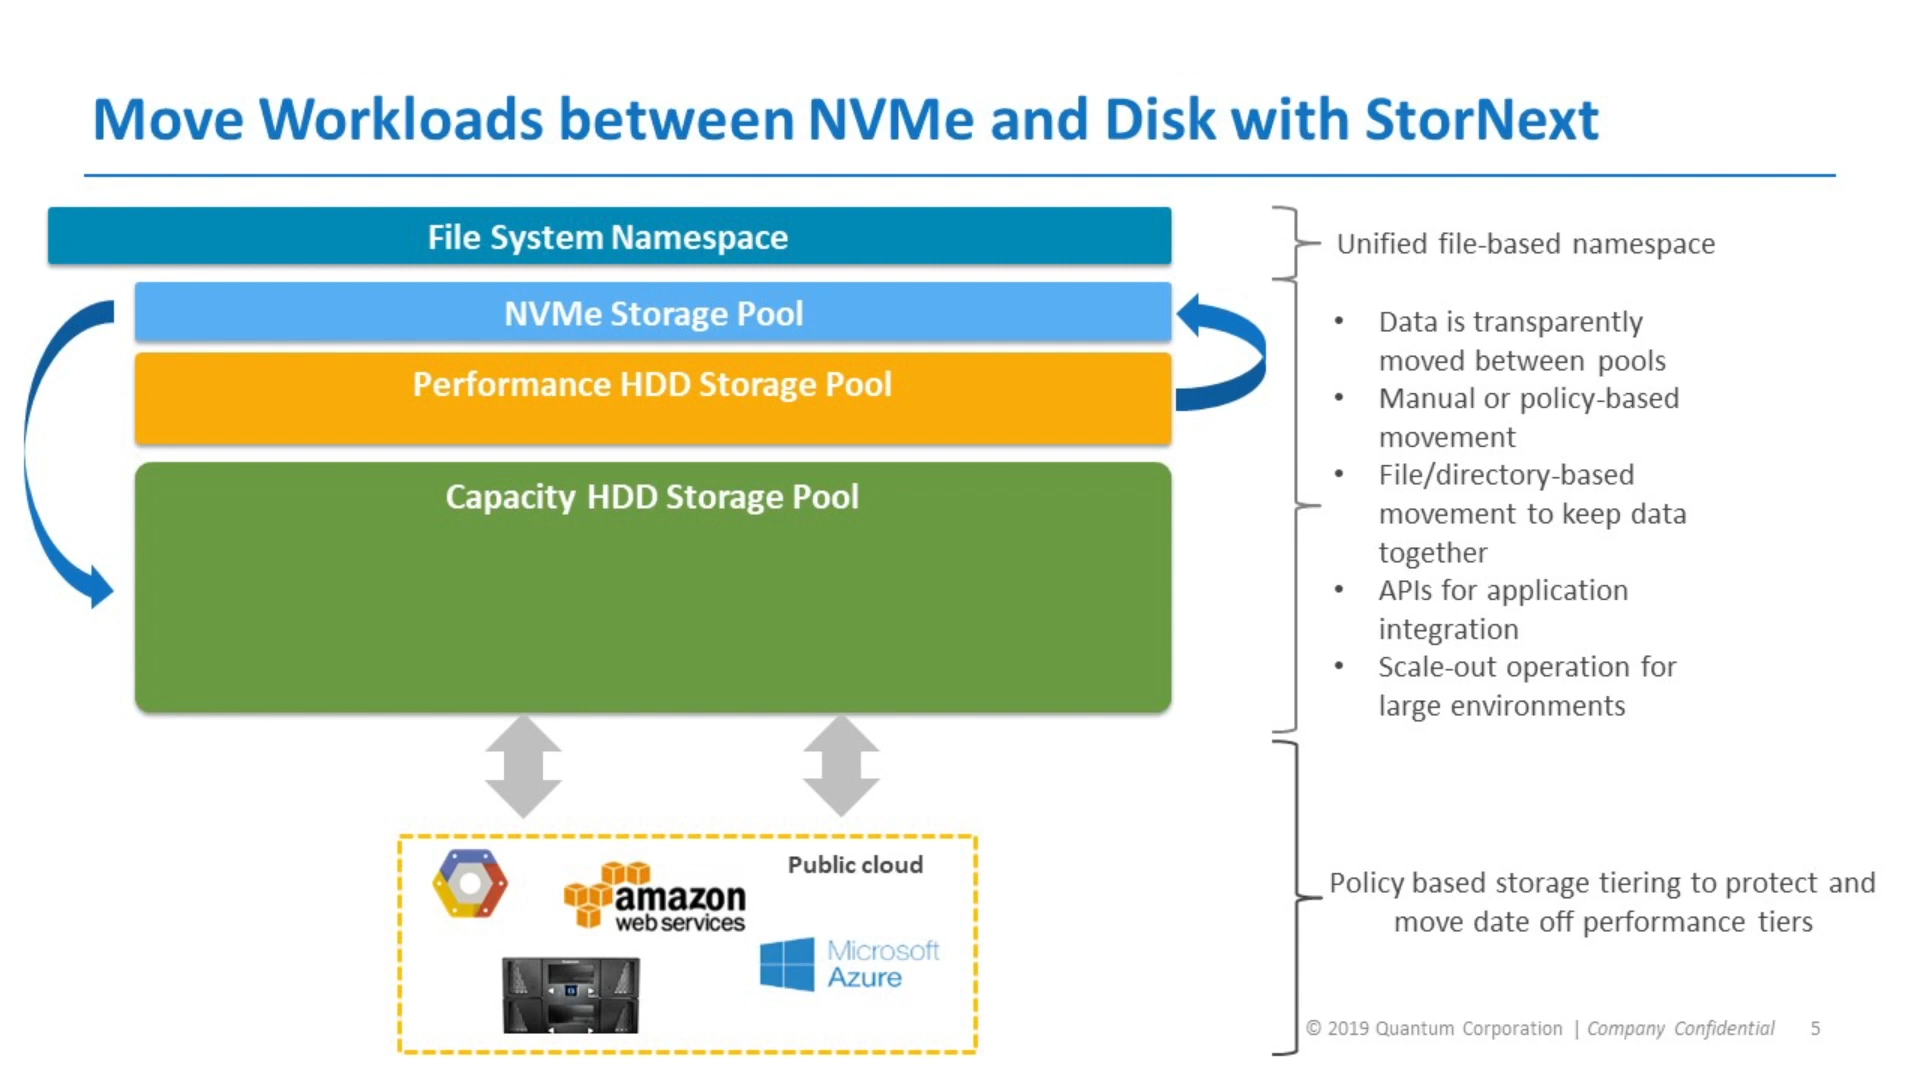 Move Workloads between NVMe and Disk with StorNext
File System Namespace
NVMe Storage Pool
Performance HDD Storage Pool
Capacity HDD Storage Pool
Public cloud
amazon
web services
Microsoft
Azure
Unified file-based namespace
• Data is transparently
moved between pools
• Manual or policy-based
movement
• File/directory-based
movement to keep data
together
• APIs for application
integration
• Scale-out operation for
large environments
Policy based storage tiering to protect and
move date off performance tiers
© 2019 Quantum Corporation | Company Confidential 5